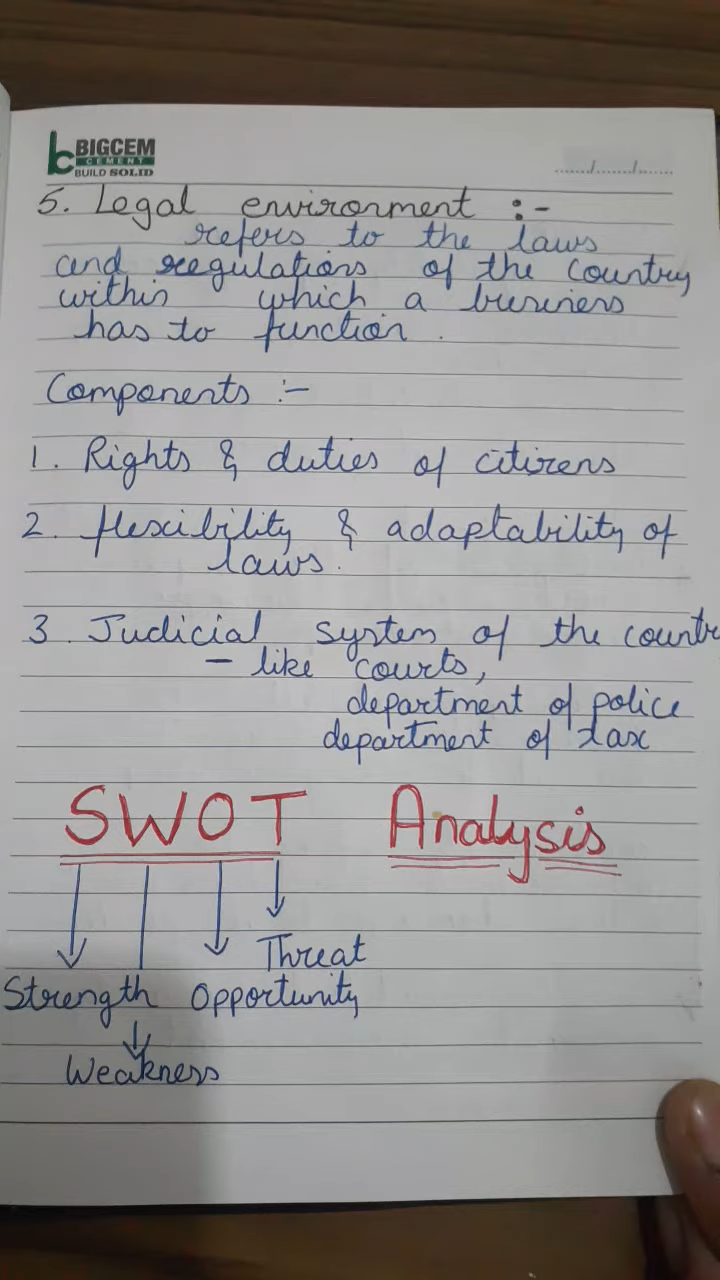 BIGCEM
CEMENT
BUILD SOLID
....../......../........
5. Legal environment :-
refers to the laws
and regulations of the country
within which a business
has to function.
Components :-
1. Rights & duties of citizens
2. flexibility & adaptability of
laws.
3. Judicial system of the countr
- like courts,
department of police
department of tax
SWOT Analysis
Threat
Strength Opportunity
Weakness